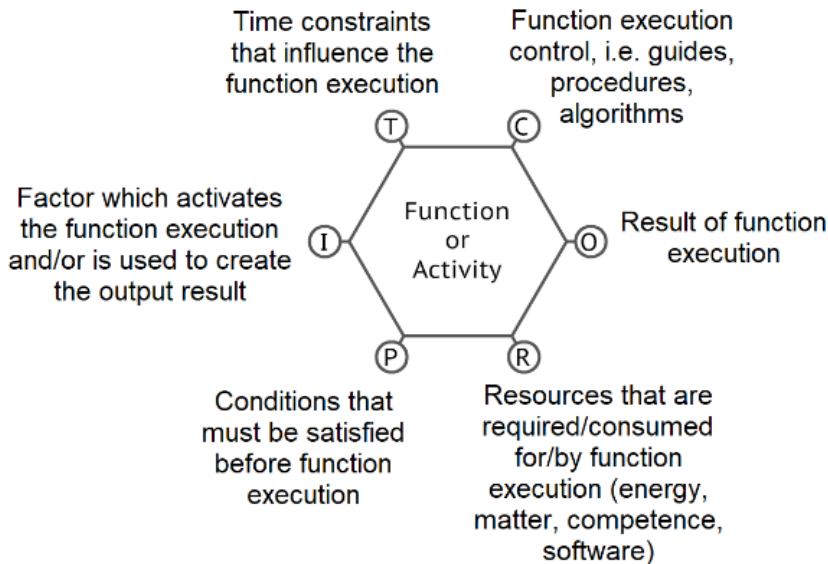 Time constraints
that influence the
function execution
Function execution
control, i.e. guides,
procedures,
algorithms
T
C
Factor which activates
the function execution
and/or is used to create
the output result
I
Function
or
Activity
O
Result of function
execution
P
R
Conditions that
must be satisfied
before function
execution
Resources that are
required/consumed
for/by function
execution (energy,
matter, competence,
software)